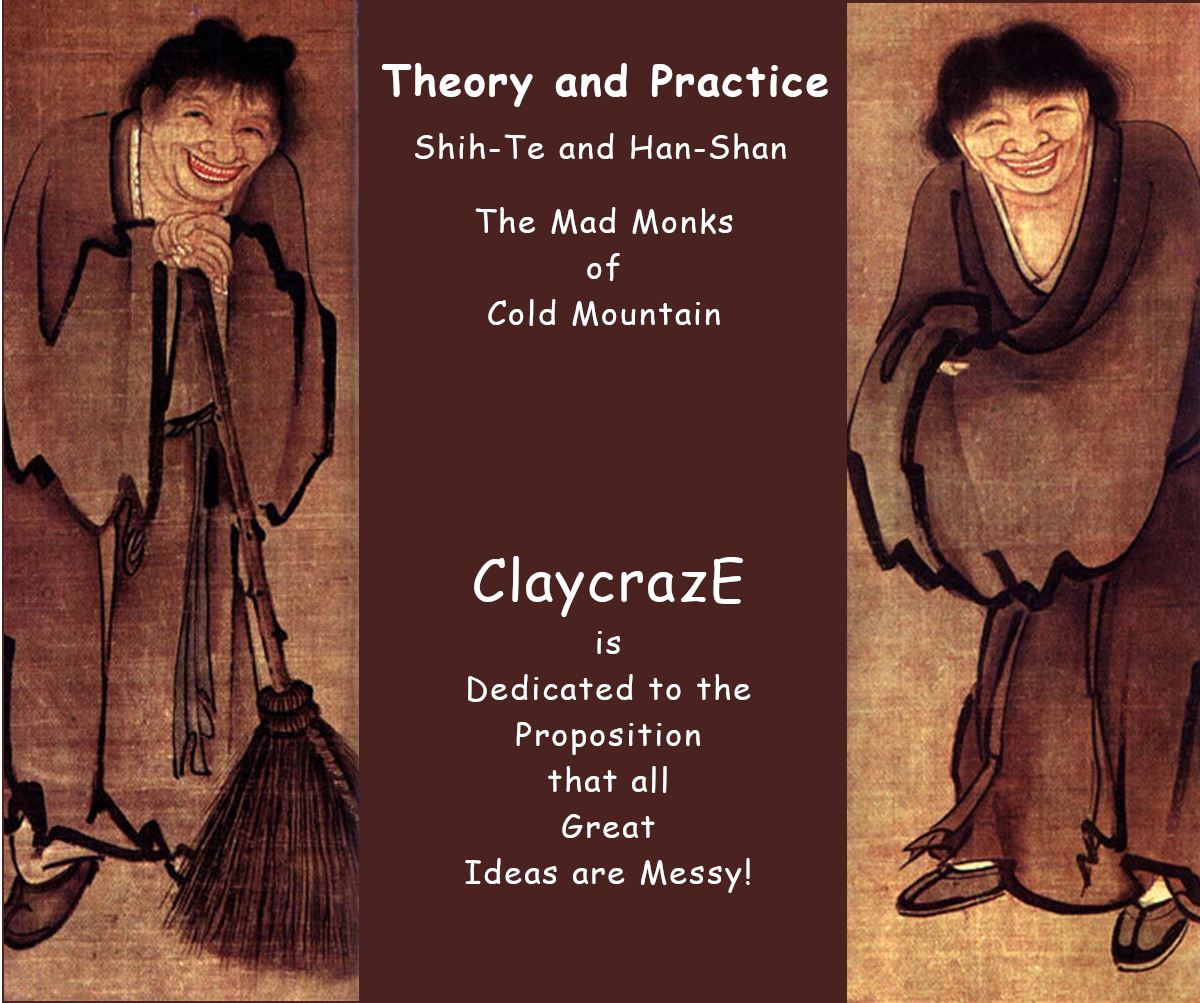 Theory and Practice
Shih-Te and Han-Shan
The Mad Monks
of
Cold Mountain
ClaycrazE
is
Dedicated to the
Proposition
that all
Great
Ideas are Messy!